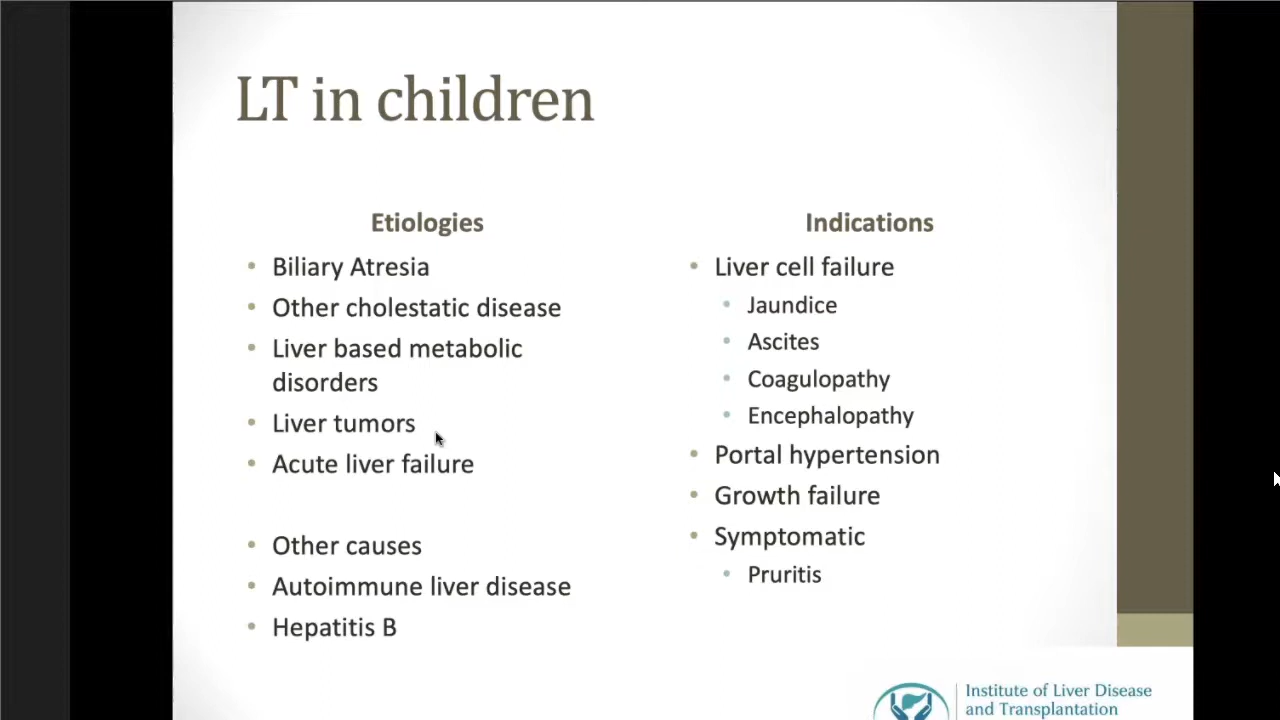 LT in children
Etiologies
Biliary Atresia
Other cholestatic disease
Liver based metabolic
disorders
Liver tumors
Acute liver failure
Other causes
Autoimmune liver disease
Hepatitis B
Indications
Liver cell failure
Jaundice
Ascites
Coagulopathy
Encephalopathy
Portal hypertension
Growth failure
Symptomatic
Pruritis
Institute of Liver Disease
and Transplantation